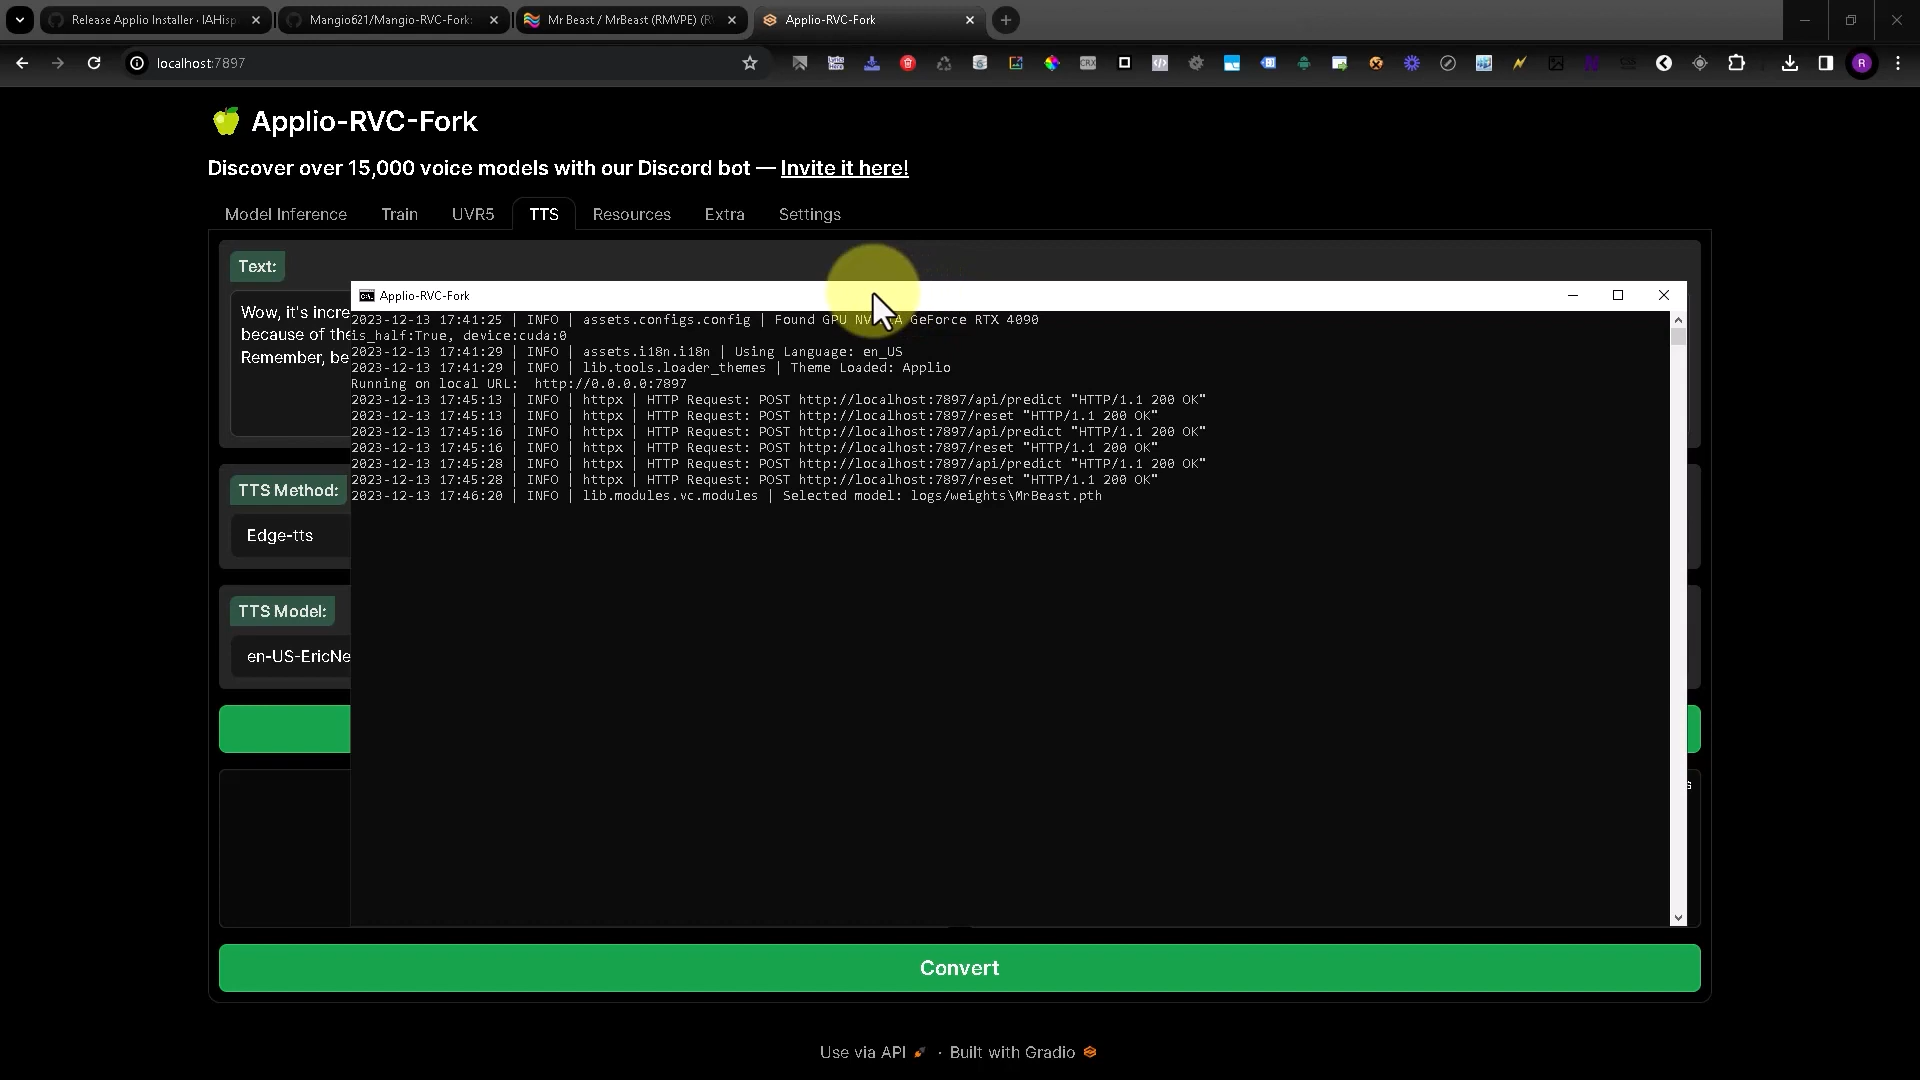 Release Applio Installer · IAHisp
Mangio621/Mangio-RVC-Fork:
Mr Beast / MrBeast (RMVPE) (R
Applio-RVC-Fork
localhost:7897
Applio-RVC-Fork
Discover over 15,000 voice models with our Discord bot — Invite it here!
Model Inference
Train
UVR5
TTS
Resources
Extra
Settings
Text:
Wow, it's incre
because of the
Remember, be
Applio-RVC-Fork
2023-12-13 17:41:25 | INFO | assets.configs.config | Found GPU NV A GeForce RTX 4090
is_half:True, device:cuda:0
2023-12-13 17:41:29 | INFO | assets.i18n.i18n | Using Language: en_US
2023-12-13 17:41:29 | INFO | lib.tools.loader_themes | Theme Loaded: Applio
Running on local URL:  http://0.0.0.0:7897
2023-12-13 17:45:13 | INFO | httpx | HTTP Request: POST http://localhost:7897/api/predict "HTTP/1.1 200 OK"
2023-12-13 17:45:13 | INFO | httpx | HTTP Request: POST http://localhost:7897/reset "HTTP/1.1 200 OK"
2023-12-13 17:45:16 | INFO | httpx | HTTP Request: POST http://localhost:7897/api/predict "HTTP/1.1 200 OK"
2023-12-13 17:45:16 | INFO | httpx | HTTP Request: POST http://localhost:7897/reset "HTTP/1.1 200 OK"
2023-12-13 17:45:28 | INFO | httpx | HTTP Request: POST http://localhost:7897/api/predict "HTTP/1.1 200 OK"
2023-12-13 17:45:28 | INFO | httpx | HTTP Request: POST http://localhost:7897/reset "HTTP/1.1 200 OK"
2023-12-13 17:46:20 | INFO | lib.modules.vc.modules | Selected model: logs/weights\MrBeast.pth
TTS Method:
Edge-tts
TTS Model:
en-US-EricNe
Convert
Use via API · Built with Gradio